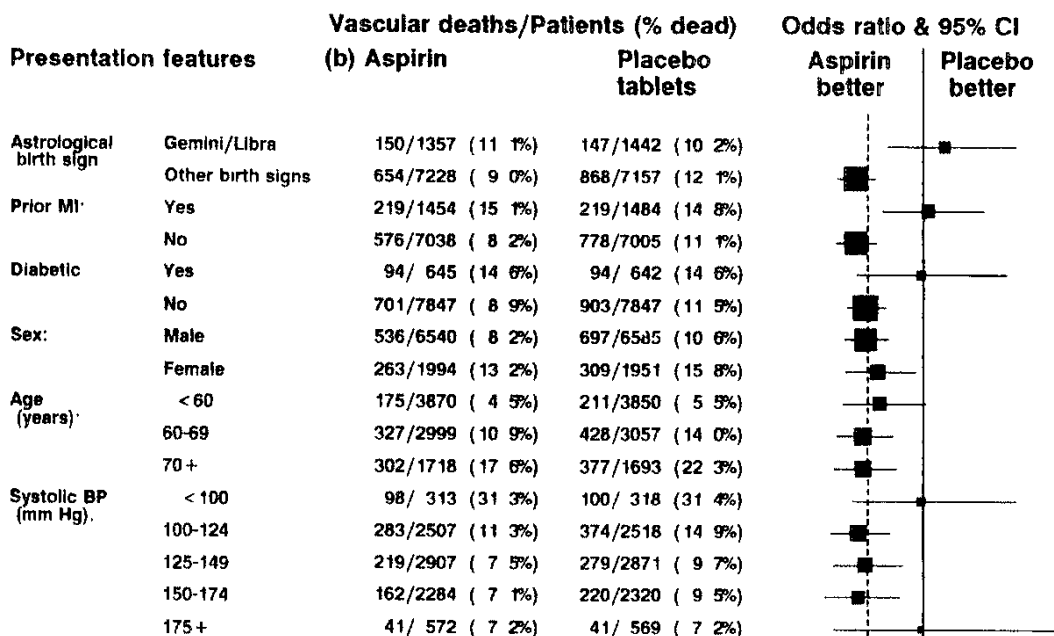 Vascular deaths/Patients (% dead) Odds ratio & 95% CI
Presentation features (b) Aspirin Placebo tablets Aspirin better Placebo better
Astrological birth sign Gemini/Libra 150/1357 (11 1%) 147/1442 (10 2%)
Other birth signs 654/7228 ( 9 0%) 868/7157 (12 1%)
Prior MI· Yes 219/1454 (15 1%) 219/1484 (14 8%)
No 576/7038 ( 8 2%) 778/7005 (11 1%)
Diabetic Yes 94/ 645 (14 6%) 94/ 642 (14 6%)
No 701/7847 ( 8 9%) 903/7847 (11 5%)
Sex: Male 536/6540 ( 8 2%) 697/6585 (10 6%)
Female 263/1994 (13 2%) 309/1951 (15 8%)
Age (years)· <60 175/3870 ( 4 5%) 211/3850 ( 5 5%)
60-69 327/2999 (10 9%) 428/3057 (14 0%)
70+ 302/1718 (17 6%) 377/1693 (22 3%)
Systolic BP (mm Hg). <100 98/ 313 (31 3%) 100/ 318 (31 4%)
100-124 283/2507 (11 3%) 374/2518 (14 9%)
125-149 219/2907 ( 7 5%) 279/2871 ( 9 7%)
150-174 162/2284 ( 7 1%) 220/2320 ( 9 5%)
175+ 41/ 572 ( 7 2%) 41/ 569 ( 7 2%)